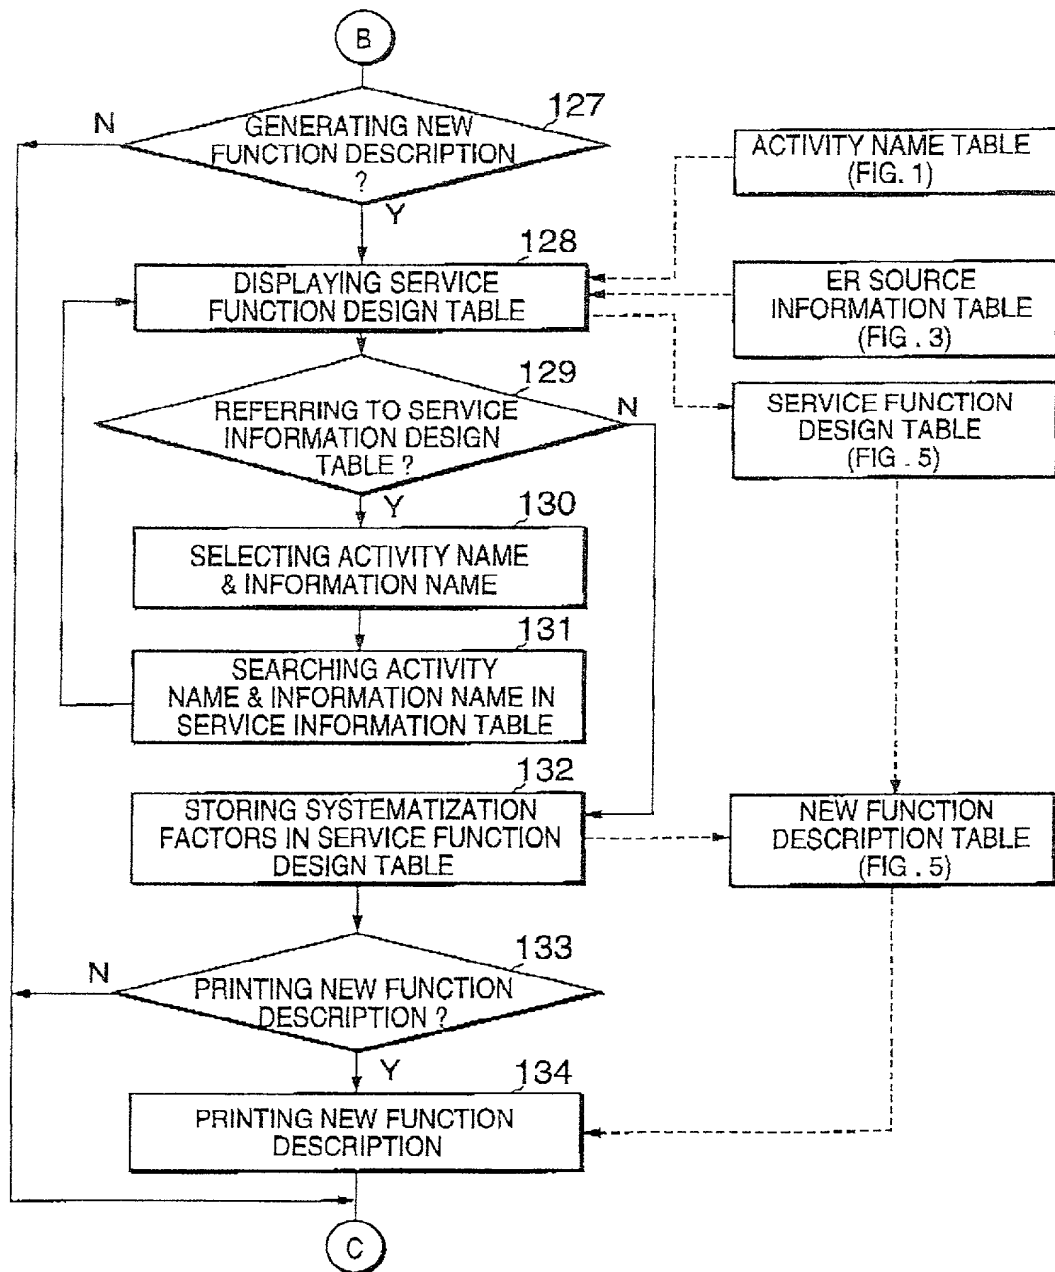 B
127
N
GENERATING NEW
FUNCTION DESCRIPTION
?
Y
ACTIVITY NAME TABLE
(FIG. 1)
128
DISPLAYING SERVICE
FUNCTION DESIGN TABLE
ER SOURCE
INFORMATION TABLE
(FIG . 3)
129
REFERRING TO SERVICE
INFORMATION DESIGN
TABLE ?
N
Y
SERVICE FUNCTION
DESIGN TABLE
(FIG . 5)
130
SELECTING ACTIVITY NAME
& INFORMATION NAME
131
SEARCHING ACTIVITY
NAME & INFORMATION NAME IN
SERVICE INFORMATION TABLE
132
STORING SYSTEMATIZATION
FACTORS IN SERVICE FUNCTION
DESIGN TABLE
NEW FUNCTION
DESCRIPTION TABLE
(FIG . 5)
133
N
PRINTING NEW FUNCTION
DESCRIPTION ?
Y
134
PRINTING NEW FUNCTION
DESCRIPTION
C